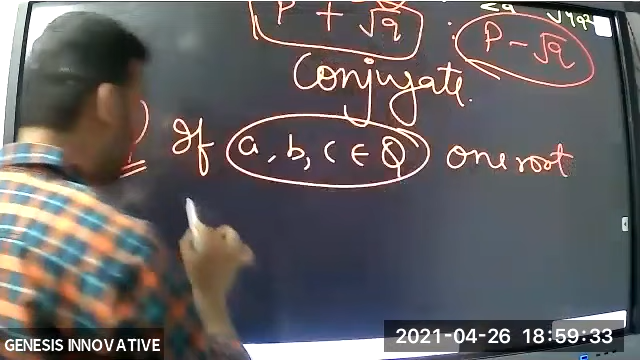 P + √q : P - √q
Conjugate.
If a, b, c ∈ Q one root
GENESIS INNOVATIVE
2021-04-26 18:59:33